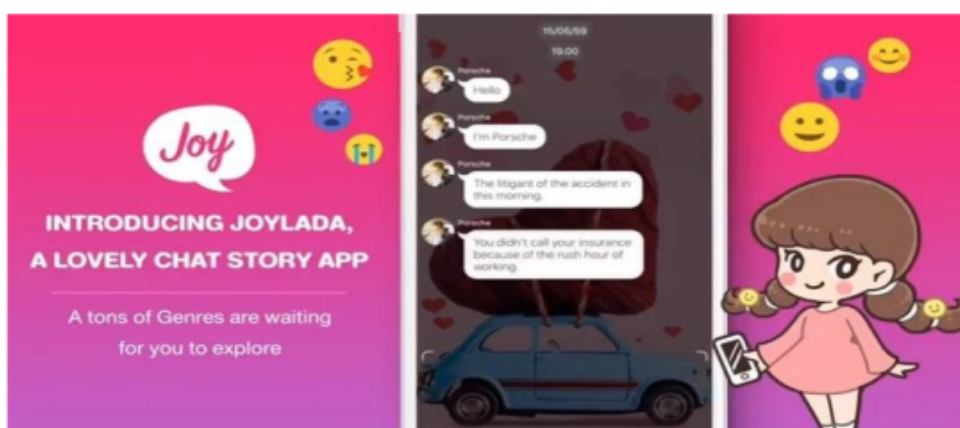 Joy
INTRODUCING JOYLADA,
A LOVELY CHAT STORY APP
A tons of Genres are waiting
for you to explore
15/05/59
19.00
Porsche
Hello
Porsche
I'm Porsche
Porsche
The litigant of the accident in
this morning.
Porsche
You didn't call your insurance
because of the rush hour of
working.